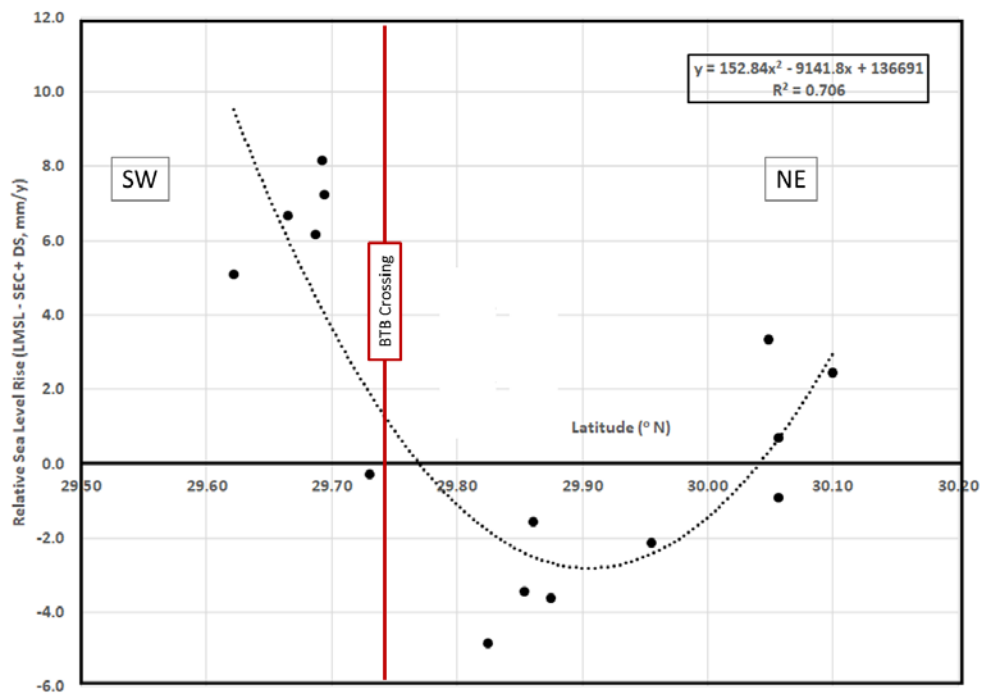 12.0
10.0
8.0
6.0
4.0
2.0
0.0
-2.0
-4.0
-6.0
Relative Sea Level Rise (LMSL - SEC + DS, mm/y)
y = 152.84x² - 9141.8x + 136691
R² = 0.706
SW
NE
BTB Crossing
Latitude (° N)
29.50
29.60
29.70
29.80
29.90
30.00
30.10
30.20